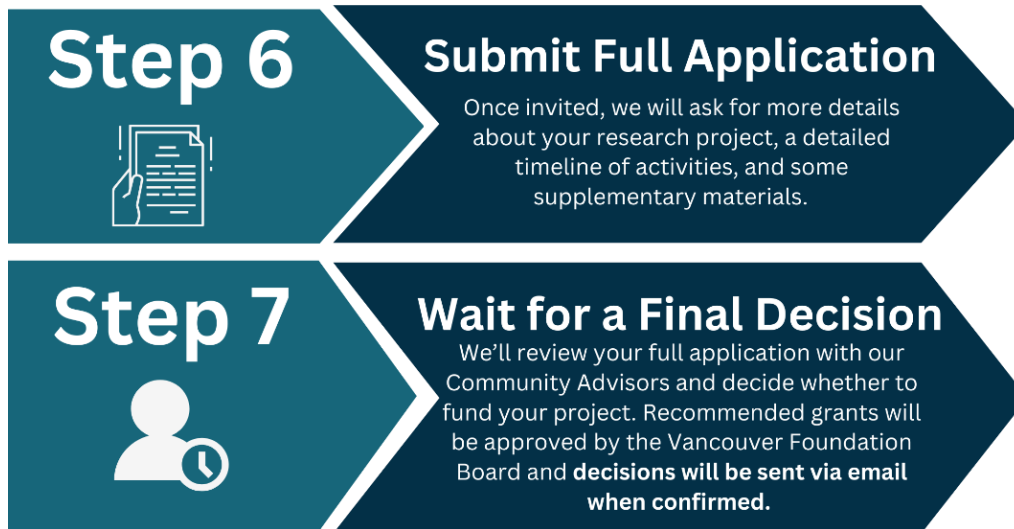 Step 6
Submit Full Application
Once invited, we will ask for more details
about your research project, a detailed
timeline of activities, and some
supplementary materials.
Step 7
Wait for a Final Decision
We’ll review your full application with our
Community Advisors and decide whether to
fund your project. Recommended grants will
be approved by the Vancouver Foundation
Board and decisions will be sent via email
when confirmed.